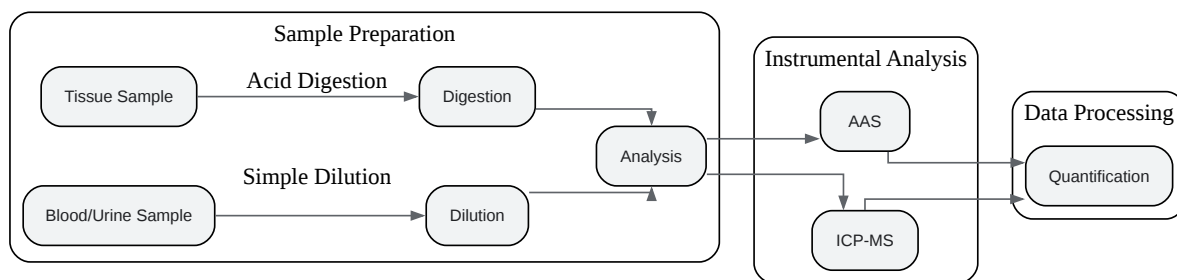 Sample Preparation
Tissue Sample
Acid Digestion
Digestion
Blood/Urine Sample
Simple Dilution
Dilution
Analysis
Instrumental Analysis
AAS
ICP-MS
Data Processing
Quantification